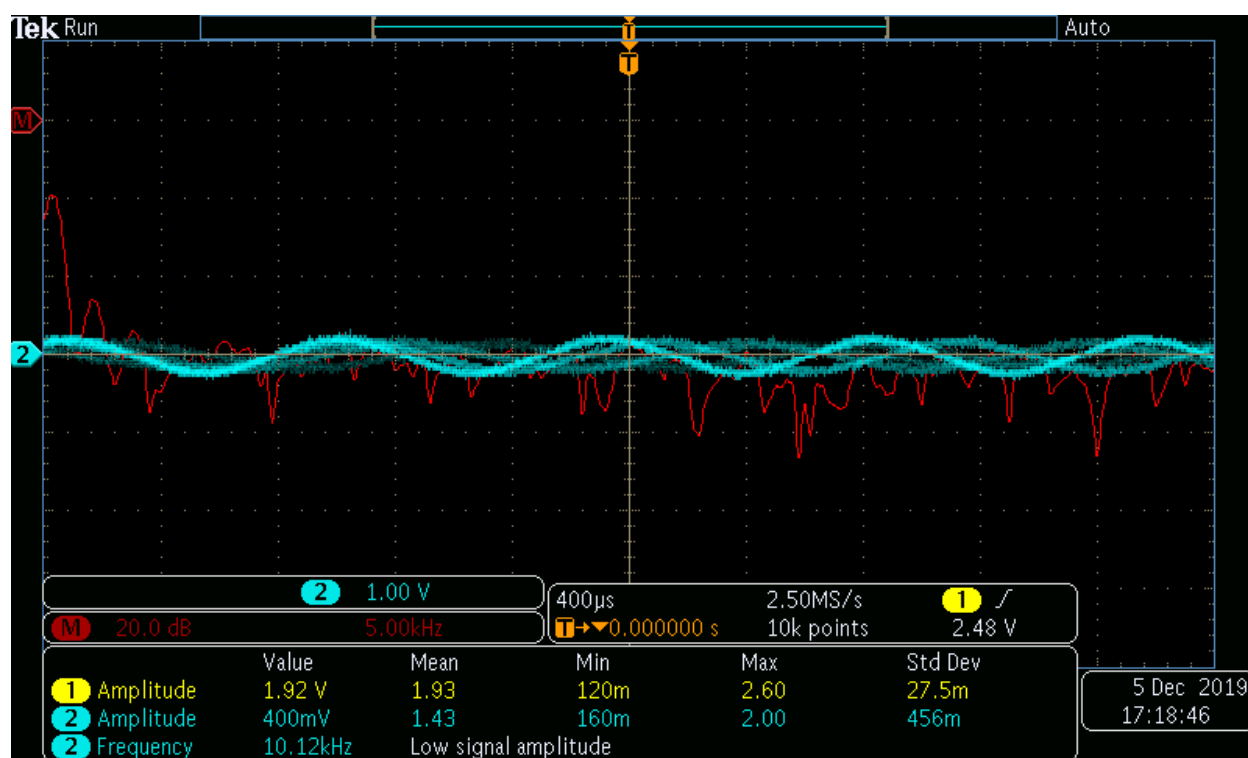 Tek Run Auto
T
T
M
2
2 1.00 V
M 20.0 dB 5.00kHz
400µs 2.50MS/s 1
T→▼0.000000 s 10k points 2.48 V
Value Mean Min Max Std Dev
1 Amplitude 1.92 V 1.93 120m 2.60 27.5m
2 Amplitude 400mV 1.43 160m 2.00 456m
2 Frequency 10.12kHz Low signal amplitude
5 Dec 2019
17:18:46